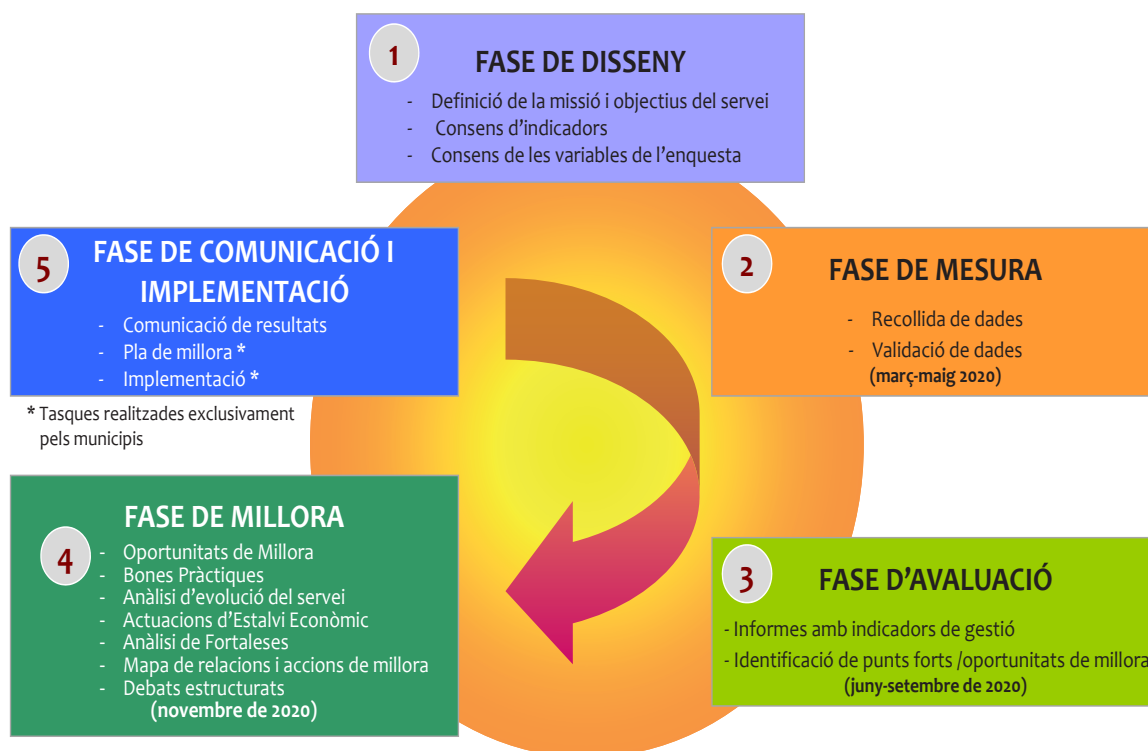 1
FASE DE DISSENY
- Definició de la missió i objectius del servei
- Consens d'indicadors
- Consens de les variables de l'enquesta
2
FASE DE MESURA
- Recollida de dades
- Validació de dades
(març-maig 2020)
3
FASE D'AVALUACIÓ
- Informes amb indicadors de gestió
- Identificació de punts forts /oportunitats de millora
(juny-setembre de 2020)
4
FASE DE MILLORA
- Oportunitats de Millora
- Bones Pràctiques
- Anàlisi d'evolució del servei
- Actuacions d'Estalvi Econòmic
- Anàlisi de Fortaleses
- Mapa de relacions i accions de millora
- Debats estructurats
(novembre de 2020)
5
FASE DE COMUNICACIÓ I
IMPLEMENTACIÓ
- Comunicació de resultats
- Pla de millora *
- Implementació *
* Tasques realitzades exclusivament
pels municipis